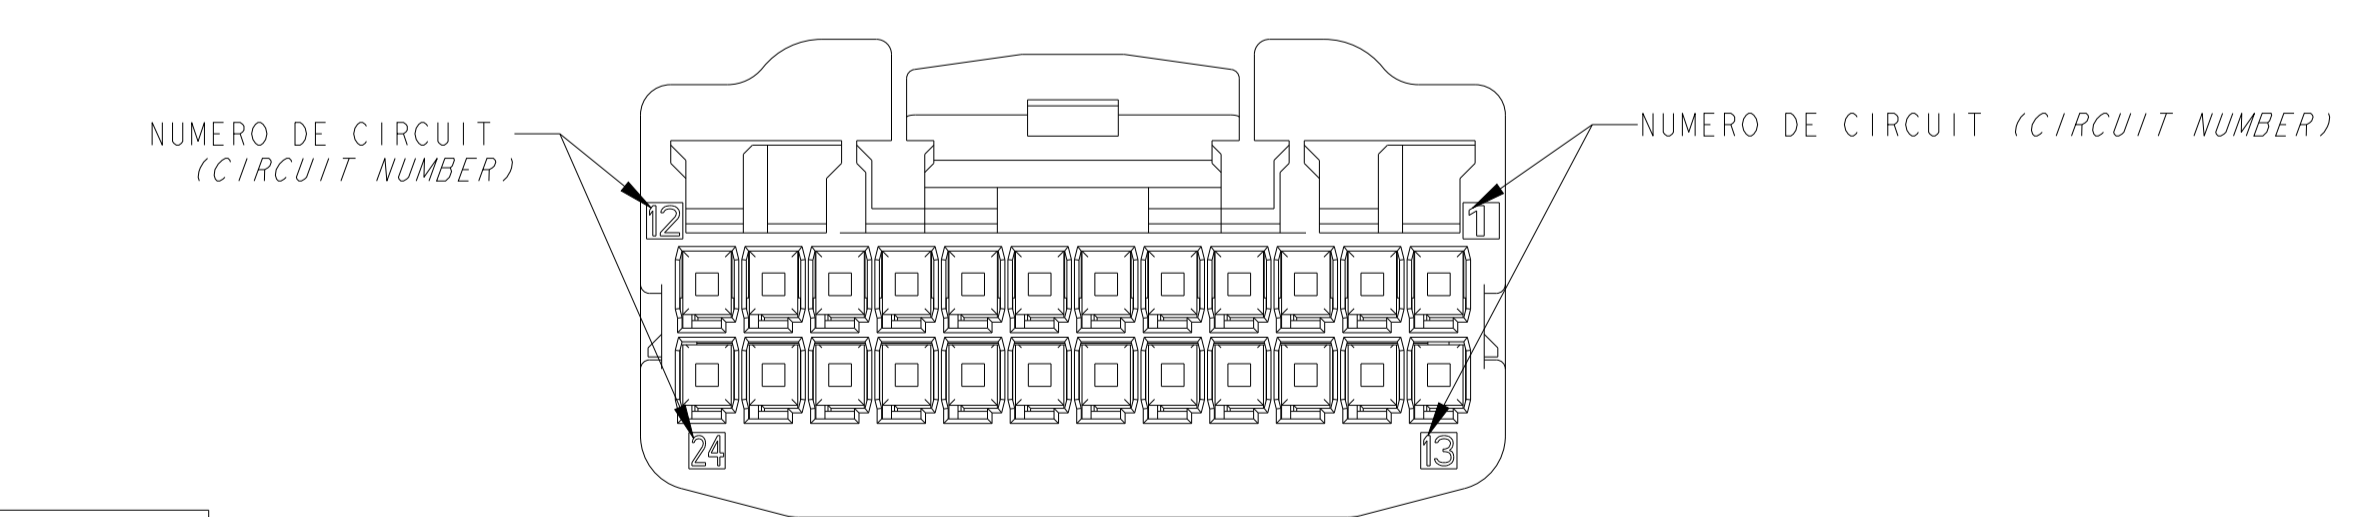 NUMERO DE CIRCUIT
(CIRCUIT NUMBER)
NUMERO DE CIRCUIT (CIRCUIT NUMBER)
12
1
24
13